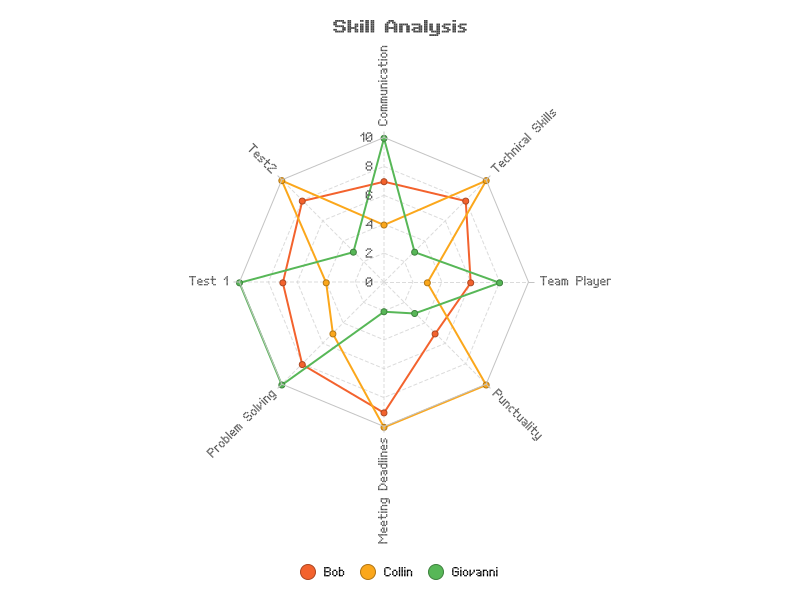 Skill Analysis
Communication
Technical Skills
Team Player
Punctuality
Meeting Deadlines
Problem Solving
Test 1
Test2
10
8
6
4
2
0
Bob
Collin
Giovanni